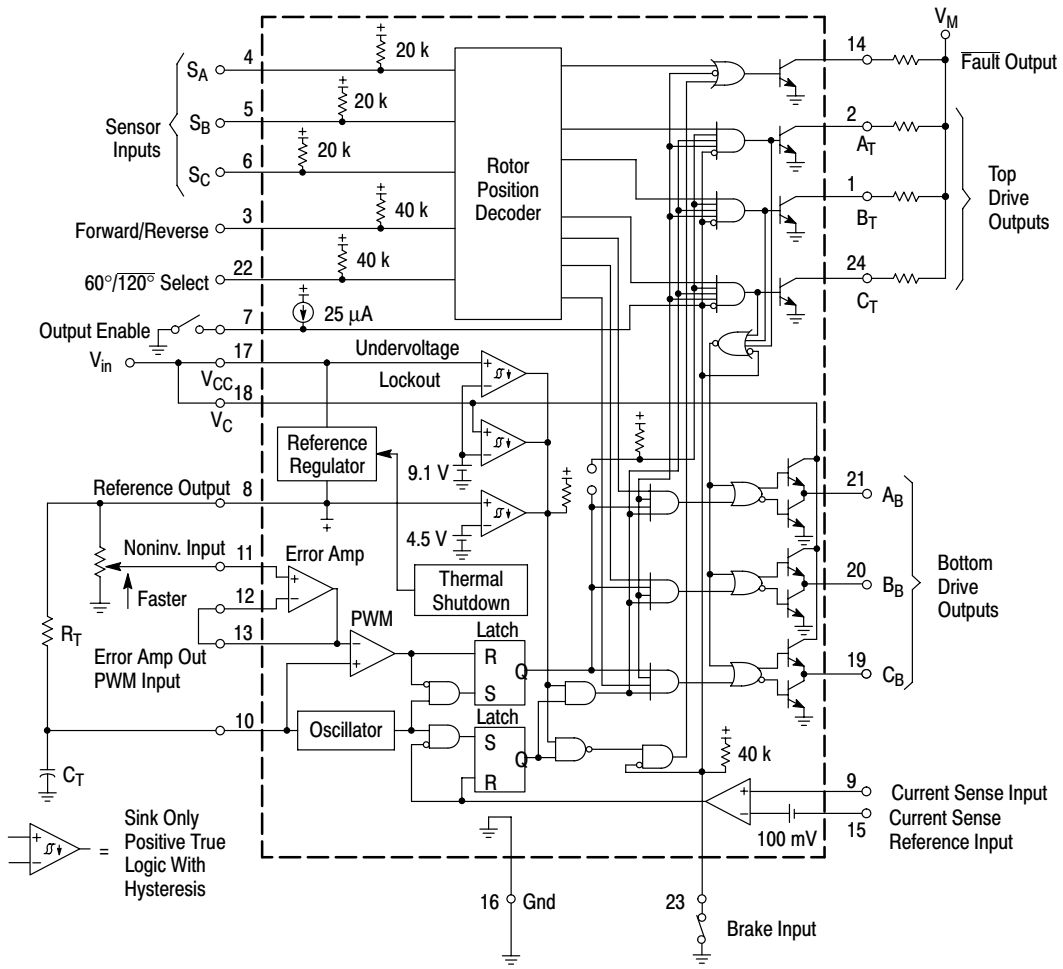 V_M
14
Fault Output
4
S_A
20 k
5
S_B
20 k
Sensor
Inputs
6
S_C
20 k
3
Forward/Reverse
40 k
22
60°/120° Select
40 k
7
Output Enable
25 μA
Rotor
Position
Decoder
2
A_T
1
B_T
24
C_T
Top
Drive
Outputs
V_in
17
V_CC
18
V_C
Undervoltage
Lockout
Reference
Regulator
9.1 V
Reference Output
8
4.5 V
Noninv. Input
11
Error Amp
Faster
12
13
R_T
Error Amp Out
PWM Input
Thermal
Shutdown
PWM
Latch
R
Q
S
Latch
S
Q
R
10
Oscillator
C_T
21
A_B
20
B_B
19
C_B
Bottom
Drive
Outputs
40 k
9
Current Sense Input
100 mV
15
Current Sense
Reference Input
=
Sink Only
Positive True
Logic With
Hysteresis
16
Gnd
23
Brake Input